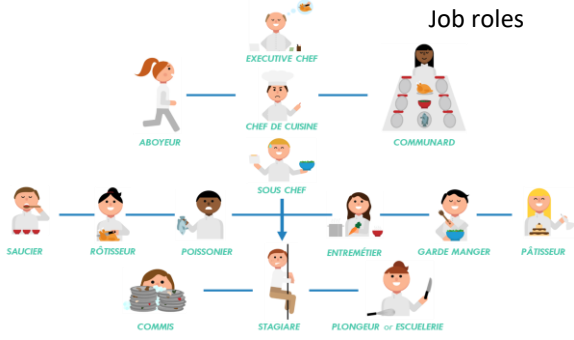 Job roles
EXECUTIVE CHEF
ABOYEUR
CHEF DE CUISINE
COMMUNARD
SOUS CHEF
SAUCIER
RÔTISSEUR
POISSONIER
ENTREMÉTIER
GARDE MANGER
PÂTISSEUR
COMMIS
STAGIARE
PLONGEUR or ESCUELERIE